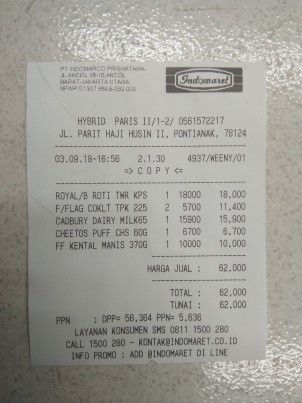 PT INDOMARCO PRISMATAMA
JL. ANCOL I/9-10, ANCOL
BARAT-JAKARTA UTARA
NPWP 01.337.994.6-092.000
Indomaret
HYBRID PARIS II/1-2/ 0561572217
JL. PARIT HAJI HUSIN II, PONTIANAK, 78124
03.09.18-16:56 2.1.30 4937/WEENY/01
=> C O P Y <=
ROYAL/B ROTI TWR KPS 1 18000 18,000
F/FLAG COKLT TPK 225 2 5700 11,400
CADBURY DAIRY MILK65 1 15900 15,900
CHEETOS PUFF CHS 60G 1 6700 6,700
FF KENTAL MANIS 370G 1 10000 10,000
HARGA JUAL : 62,000
TOTAL : 62,000
TUNAI : 62,000
PPN : DPP= 56,364 PPN= 5,636
LAYANAN KONSUMEN SMS 0811 1500 280
CALL 1500 280 - KONTAK@INDOMARET.CO.ID
INFO PROMO : ADD @INDOMARET DI LINE